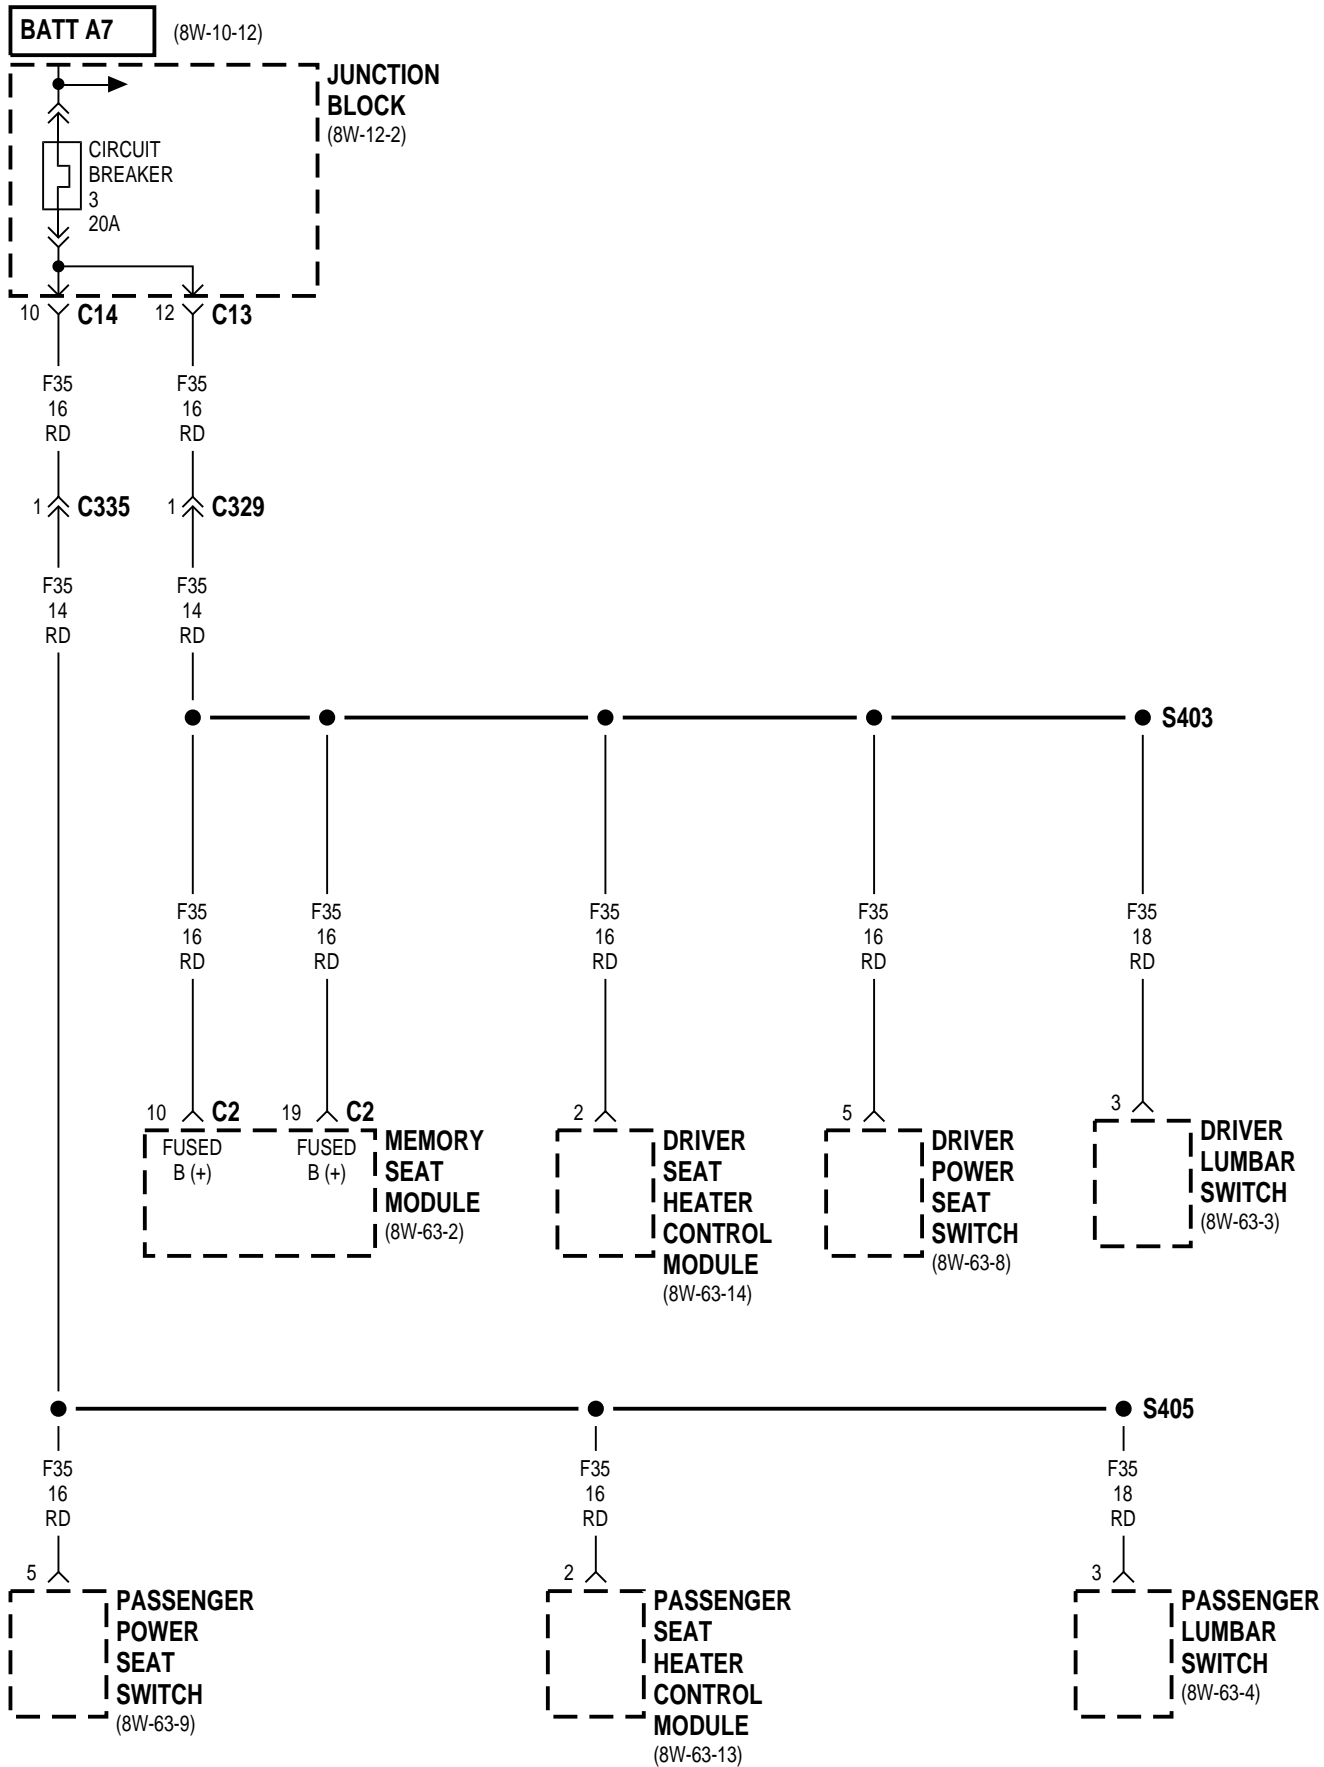 BATT A7 (8W-10-12)
JUNCTION
BLOCK
(8W-12-2)
CIRCUIT
BREAKER
3
20A
10 C14 12 C13
F35 F35
16 16
RD RD
1 C335 1 C329
F35 F35
14 14
RD RD
S403
F35 F35 F35 F35 F35
16 16 16 16 18
RD RD RD RD RD
10 C2 19 C2 2 5 3
FUSED
B (+)
FUSED
B (+)
MEMORY
SEAT
MODULE
(8W-63-2)
DRIVER
SEAT
HEATER
CONTROL
MODULE
(8W-63-14)
DRIVER
POWER
SEAT
SWITCH
(8W-63-8)
DRIVER
LUMBAR
SWITCH
(8W-63-3)
S405
F35 F35 F35
16 16 18
RD RD RD
5 2 3
PASSENGER
POWER
SEAT
SWITCH
(8W-63-9)
PASSENGER
SEAT
HEATER
CONTROL
MODULE
(8W-63-13)
PASSENGER
LUMBAR
SWITCH
(8W-63-4)